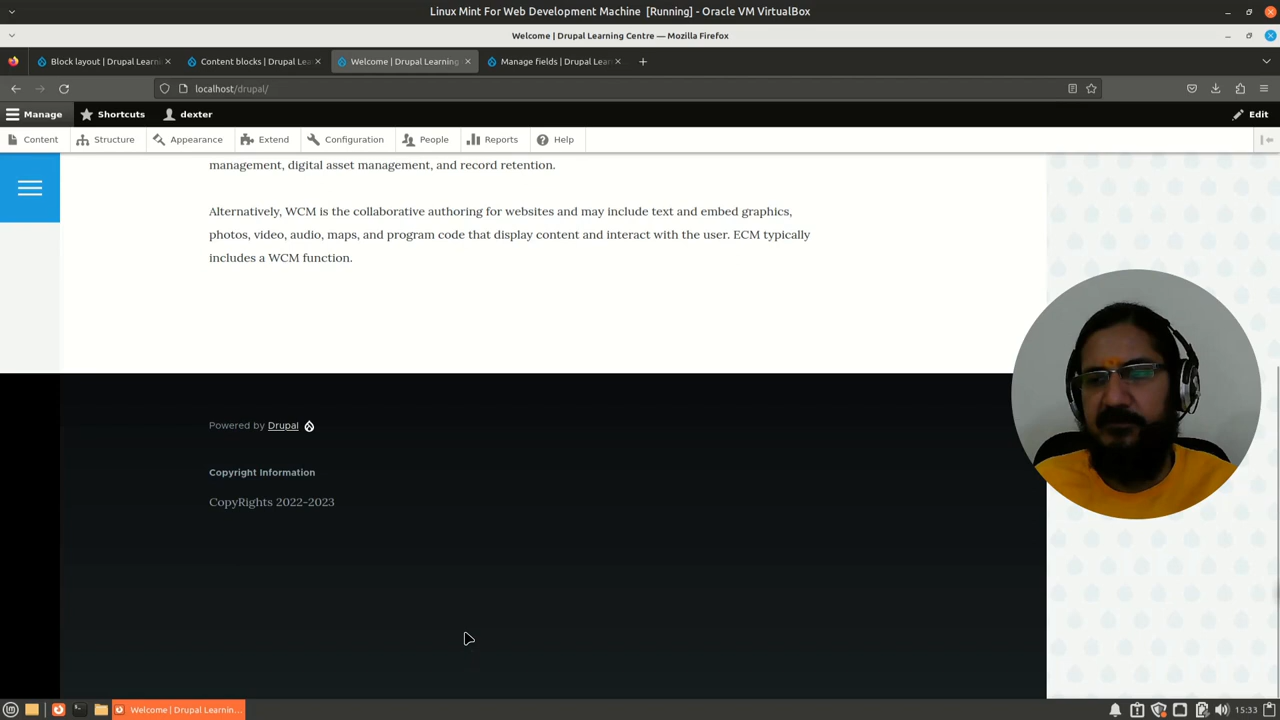 Linux Mint For Web Development Machine [Running] - Oracle VM VirtualBox
Welcome | Drupal Learning Centre — Mozilla Firefox
Block layout | Drupal Learni
Content blocks | Drupal Le
Welcome | Drupal Learning
Manage fields | Drupal Lear
localhost/drupal/
Manage
Shortcuts
dexter
Edit
Content
Structure
Appearance
Extend
Configuration
People
Reports
Help
management, digital asset management, and record retention.
Alternatively, WCM is the collaborative authoring for websites and may include text and embed graphics,
photos, video, audio, maps, and program code that display content and interact with the user. ECM typically
includes a WCM function.
Powered by Drupal
Copyright Information
CopyRights 2022-2023
Welcome | Drupal Learnin...
15:33